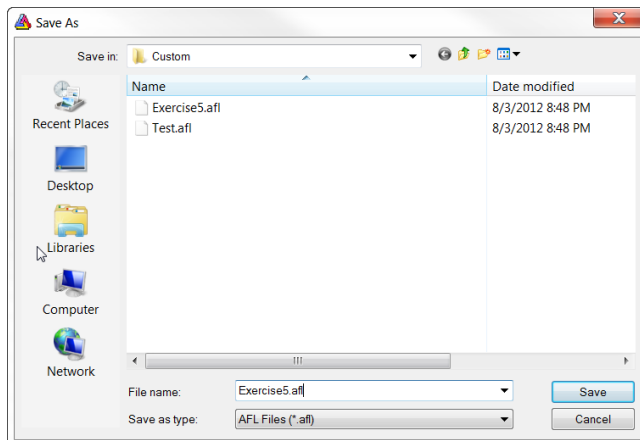 Save As
Save in:
Custom
Name
Date modified
Exercise5.afl
8/3/2012 8:48 PM
Test.afl
8/3/2012 8:48 PM
Recent Places
Desktop
Libraries
Computer
Network
File name:
Exercise5.afl
Save
Save as type:
AFL Files (*.afl)
Cancel